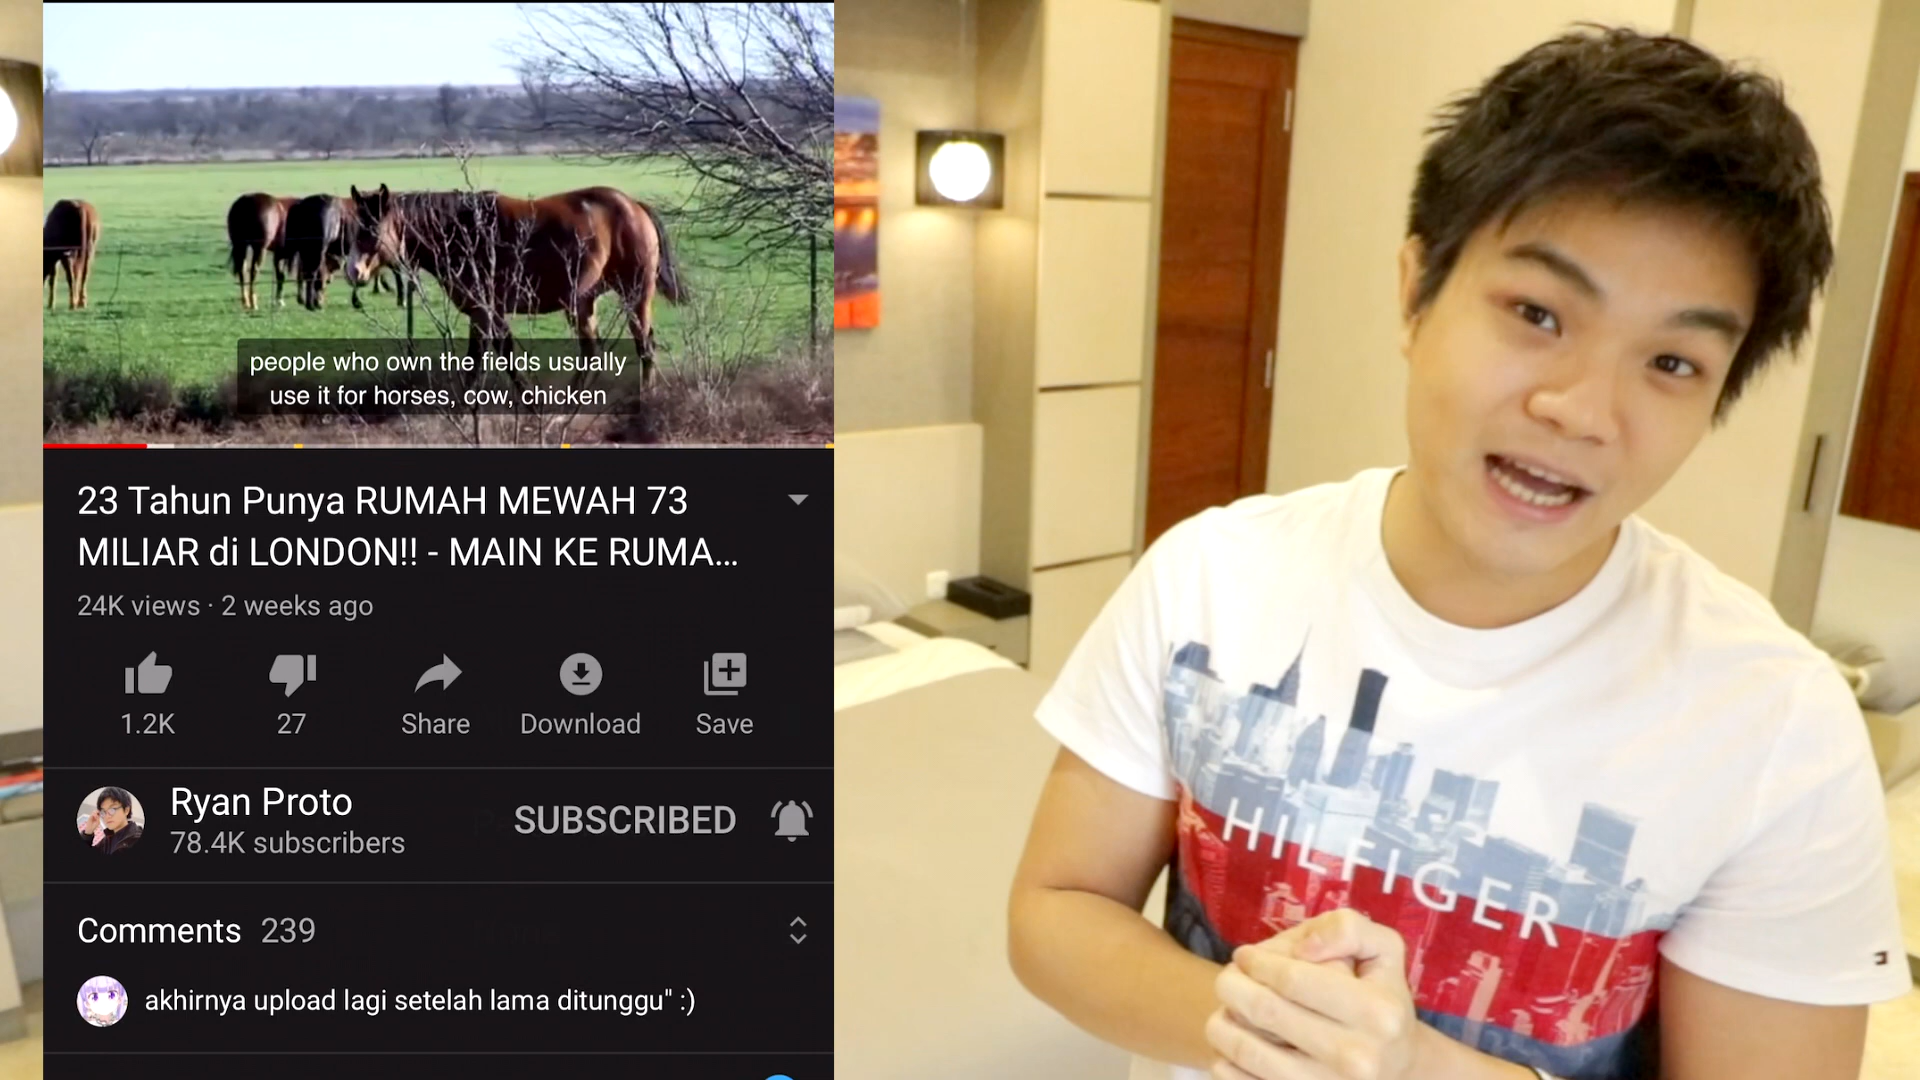 people who own the fields usually
use it for horses, cow, chicken
23 Tahun Punya RUMAH MEWAH 73
MILIAR di LONDON!! - MAIN KE RUMA...
24K views · 2 weeks ago
1.2K
27
Share
Download
Save
Ryan Proto
78.4K subscribers
SUBSCRIBED
Comments 239
akhirnya upload lagi setelah lama ditunggu" :)
HILFIGER